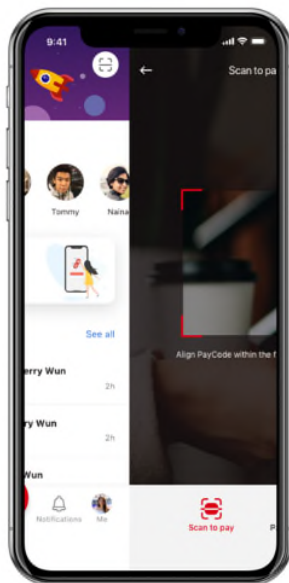 9:41
Scan to pa
Tommy
Naina
See all
erry Wun
2h
ry Wun
2h
Wun
Notifications
Me
Align PayCode within the f
Scan to pay
P